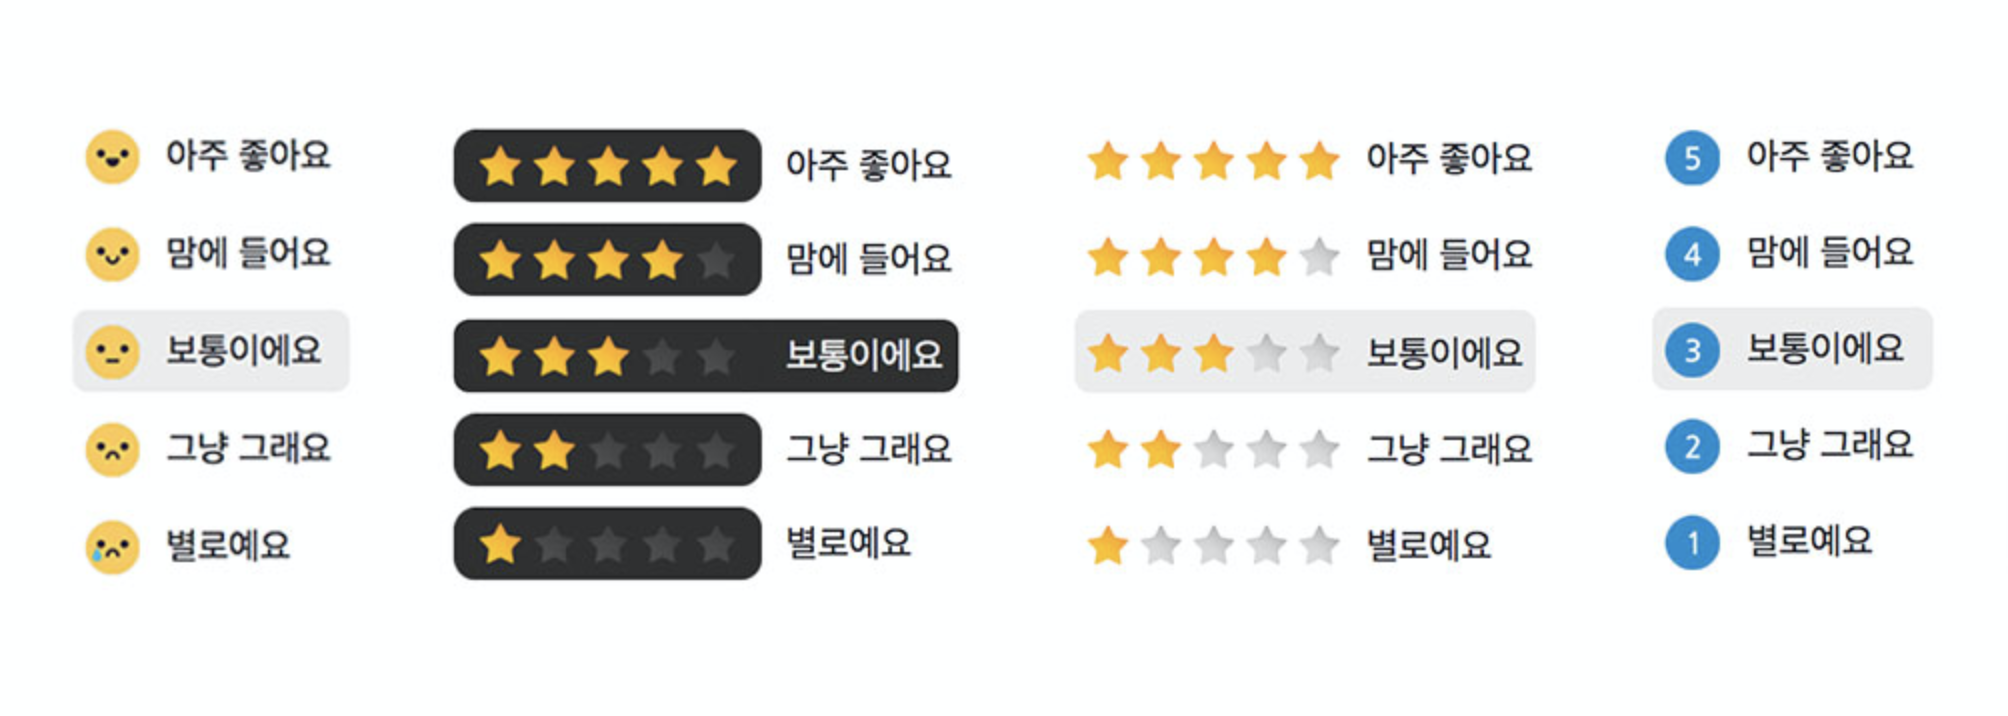 아주 좋아요
맘에 들어요
보통이에요
그냥 그래요
별로예요
아주 좋아요
맘에 들어요
보통이에요
그냥 그래요
별로예요
아주 좋아요
맘에 들어요
보통이에요
그냥 그래요
별로예요
5 아주 좋아요
4 맘에 들어요
3 보통이에요
2 그냥 그래요
1 별로예요